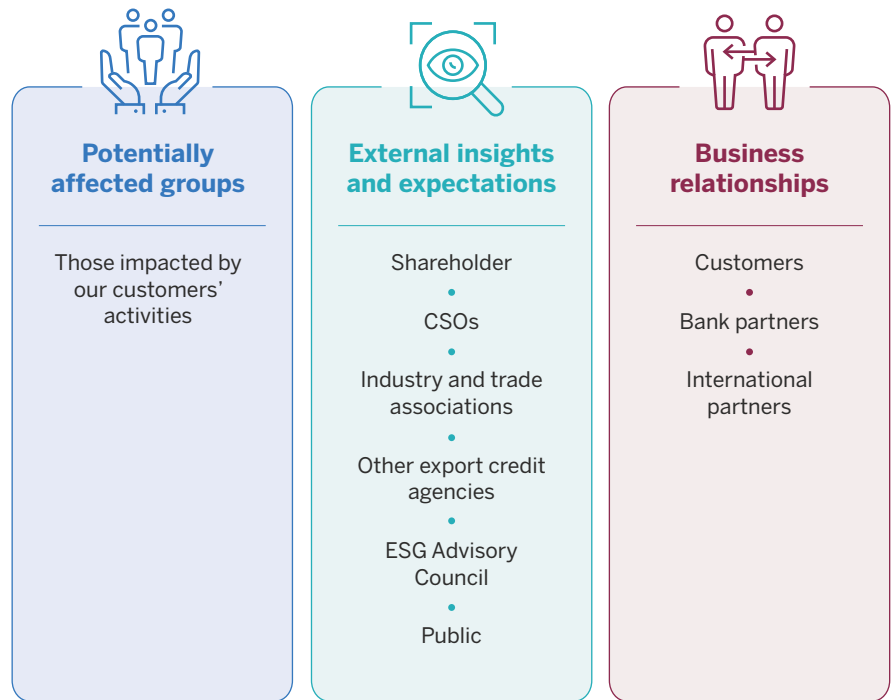 Potentially
affected groups
Those impacted by
our customers’
activities
External insights
and expectations
Shareholder
CSOs
Industry and trade
associations
Other export credit
agencies
ESG Advisory
Council
Public
Business
relationships
Customers
Bank partners
International
partners